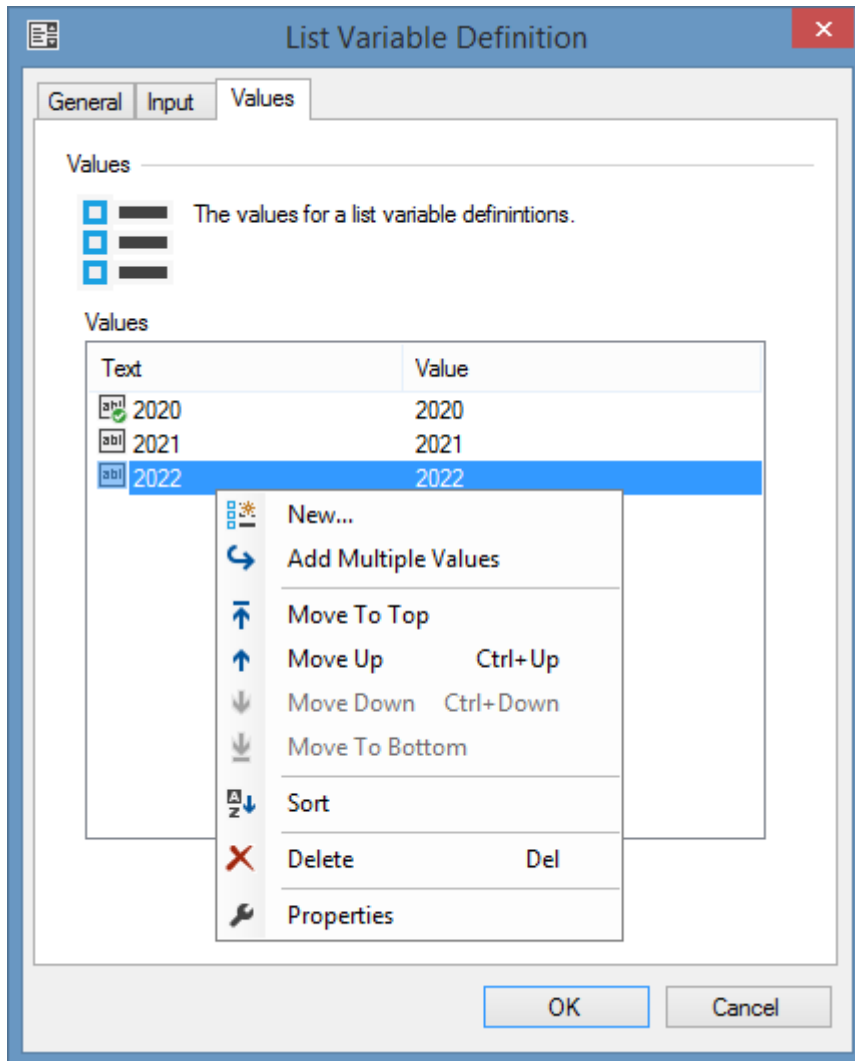 List Variable Definition
General Input Values
Values
The values for a list variable definintions.
Values
Text Value
2020 2020
2021 2021
2022 2022
New...
Add Multiple Values
Move To Top
Move Up Ctrl+Up
Move Down Ctrl+Down
Move To Bottom
Sort
Delete Del
Properties
OK Cancel